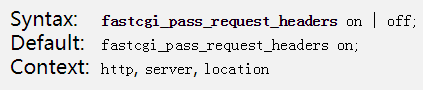 Syntax: fastcgi_pass_request_headers on | off;
Default: fastcgi_pass_request_headers on;
Context: http, server, location